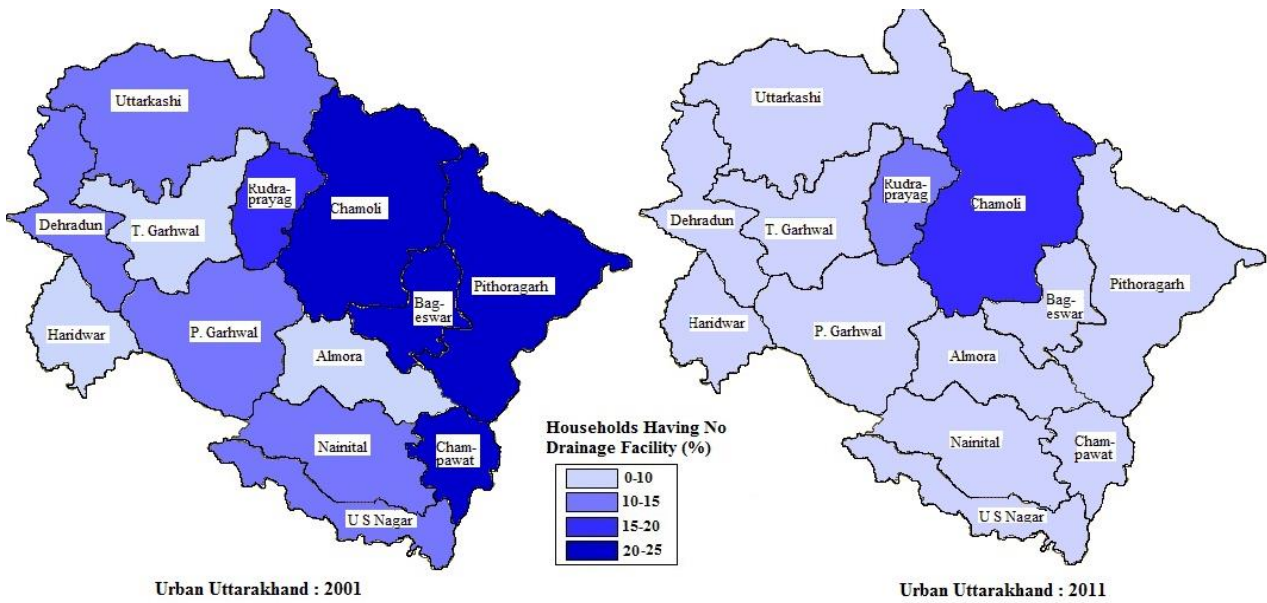 Uttarkashi
Dehradun
T. Garhwal
Rudra-
prayag
Chamoli
Haridwar
P. Garhwal
Bag-
eswar
Pithoragarh
Almora
Nainital
Cham-
pawat
U S Nagar
Urban Uttarakhand : 2001
Households Having No
Drainage Facility (%)
0-10
10-15
15-20
20-25
Uttarkashi
Dehradun
T. Garhwal
Rudra-
prayag
Chamoli
Haridwar
P. Garhwal
Bag-
eswar
Pithoragarh
Almora
Nainital
Cham-
pawat
U S Nagar
Urban Uttarakhand : 2011